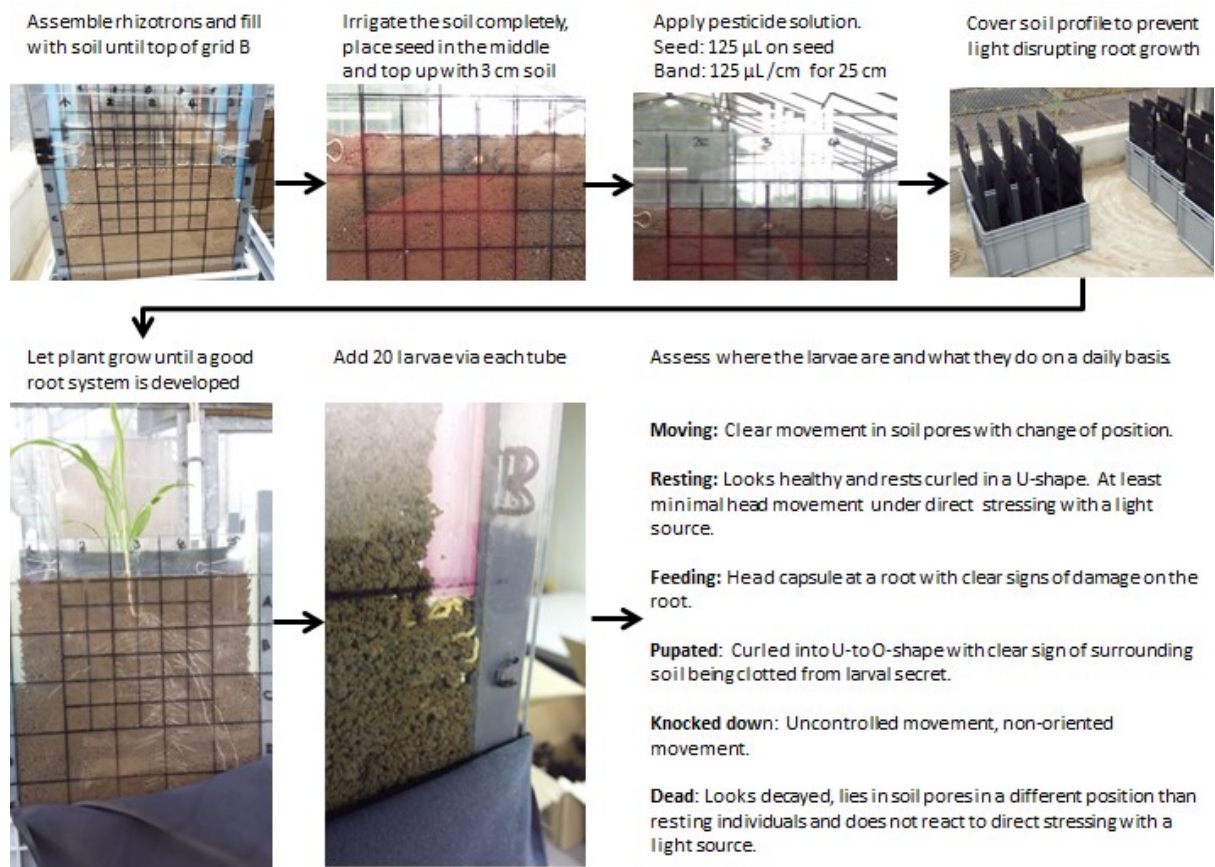 Assemble rhizotrons and fill
with soil until top of grid B
Irrigate the soil completely,
place seed in the middle
and top up with 3 cm soil
Apply pesticide solution.
Seed: 125 µL on seed
Band: 125 µL/cm for 25 cm
Cover soil profile to prevent
light disrupting root growth
Let plant grow until a good
root system is developed
Add 20 larvae via each tube
B
Assess where the larvae are and what they do on a daily basis.
Moving: Clear movement in soil pores with change of position.
Resting: Looks healthy and rests curled in a U-shape. At least
minimal head movement under direct stressing with a light
source.
Feeding: Head capsule at a root with clear signs of damage on the
root.
Pupated: Curled into U-to O-shape with clear sign of surrounding
soil being clotted from larval secret.
Knocked down: Uncontrolled movement, non-oriented
movement.
Dead: Looks decayed, lies in soil pores in a different position than
resting individuals and does not react to direct stressing with a
light source.